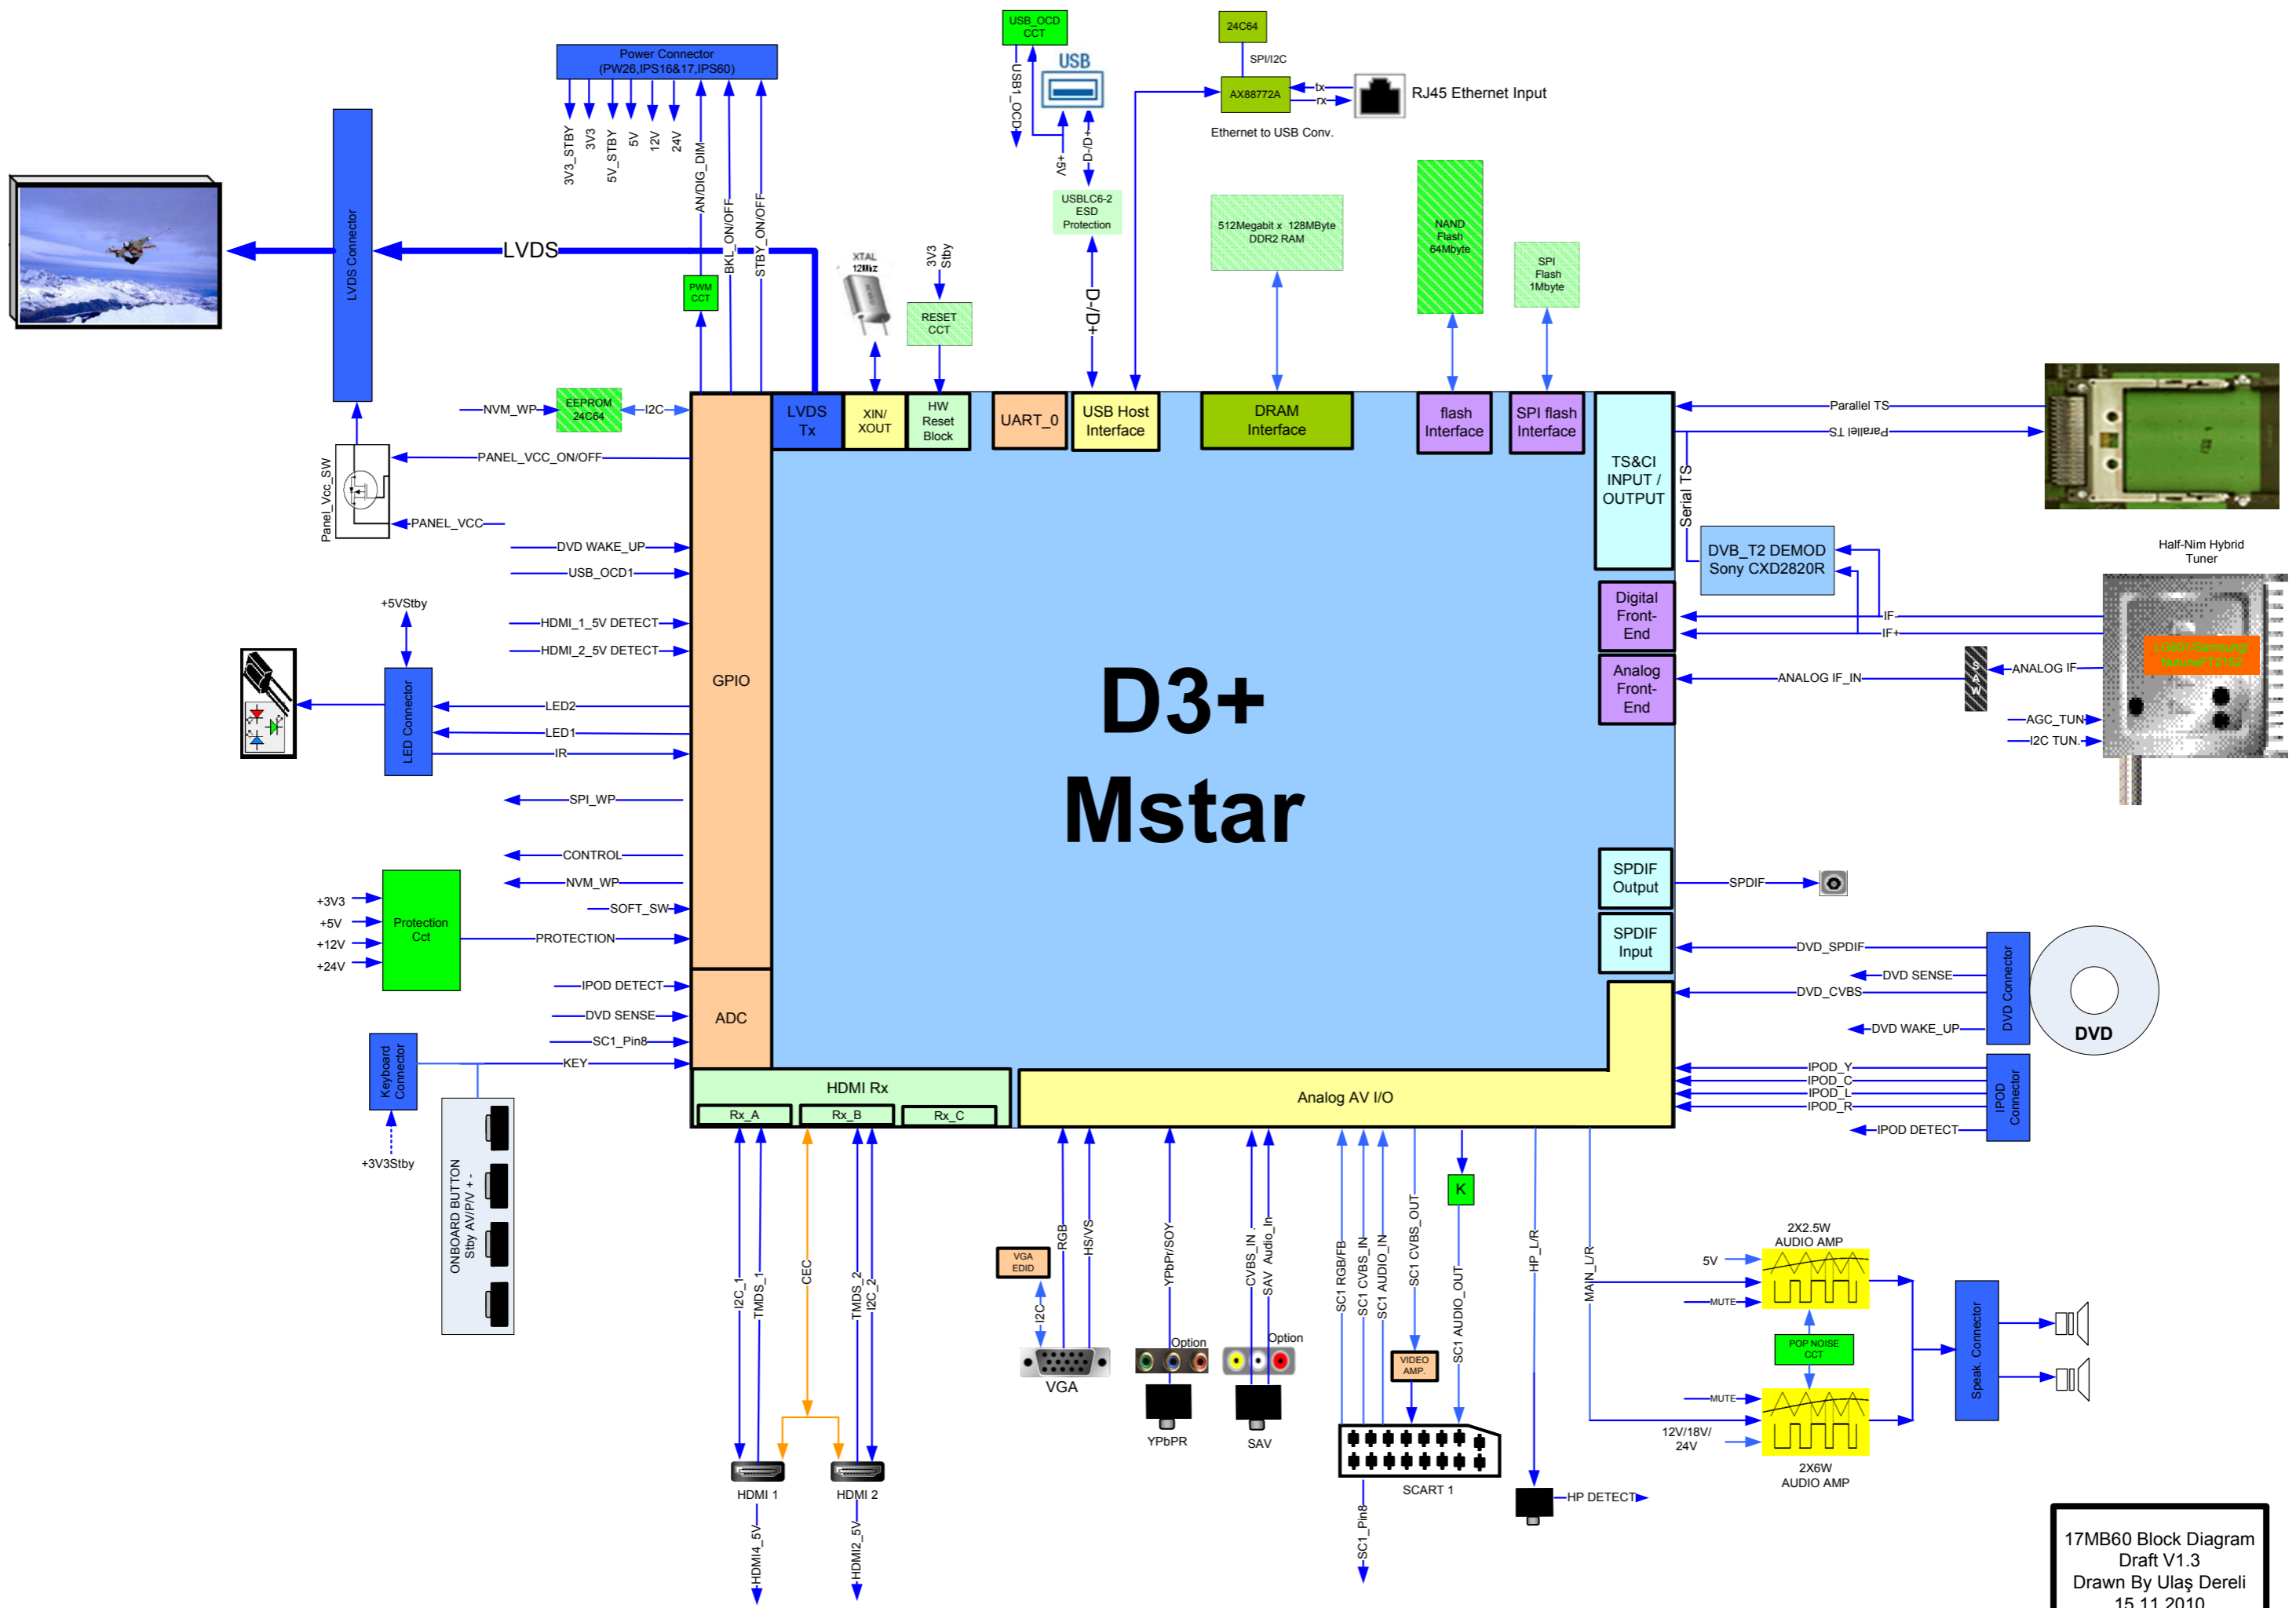 USB_OCD
CCT
24C64
Power Connector
(PW26,IPS16&17,IPS60)
USB
SPI/I2C
AX88772A
tx
rx
RJ45 Ethernet Input
Ethernet to USB Conv.
USB1_OCD
+5V
D-/D+
3V3_STBY
3V3
5V_STBY
5V
12V
24V
AN/DIG_DIM
BKL_ON/OFF
STBY_ON/OFF
USBLC6-2
ESD
Protection
512Megabit x 128MByte
DDR2 RAM
NAND
Flash
64Mbyte
SPI
Flash
1Mbyte
LVDS Connector
LVDS
PWM
CCT
XTAL
12Mhz
3V3
Stby
RESET
CCT
D-/D+
NVM_WP
EEPROM
24C64
I2C
LVDS
Tx
XIN/
XOUT
HW
Reset
Block
UART_0
USB Host
Interface
DRAM
Interface
flash
Interface
SPI flash
Interface
TS&CI
INPUT /
OUTPUT
Parallel TS
Parallel TS
Serial TS
Panel_Vcc_SW
PANEL_VCC_ON/OFF
PANEL_VCC
DVD WAKE_UP
USB_OCD1
DVB_T2 DEMOD
Sony CXD2820R
Half-Nim Hybrid
Tuner
+5VStby
HDMI_1_5V DETECT
HDMI_2_5V DETECT
Digital
Front-
End
IF-
IF+
GPIO
D3+
Mstar
Analog
Front-
End
ANALOG IF_IN
SAW
ANALOG IF
AGC_TUN
I2C TUN.
LED Connector
LED2
LED1
IR
SPI_WP
CONTROL
NVM_WP
SOFT_SW
+3V3
+5V
+12V
+24V
Protection
Cct
PROTECTION
SPDIF
Output
SPDIF
SPDIF
Input
DVD_SPDIF
DVD SENSE
DVD_CVBS
DVD WAKE_UP
DVD Connector
DVD
IPOD DETECT
DVD SENSE
SC1_Pin8
KEY
ADC
Keyboard
Connector
+3V3Stby
ONBOARD BUTTON
Stby AV/P/V + -
HDMI Rx
Rx_A
Rx_B
Rx_C
Analog AV I/O
IPOD_Y
IPOD_C
IPOD_L
IPOD_R
IPOD DETECT
IPOD
Connector
I2C_1
TMDS_1
CEC
TMDS_2
I2C_2
VGA
EDID
I2C
RGB
HS/VS
YPbPr/SOY
CVBS_IN
SAV Audio_In
SC1 RGB/FB
SC1 CVBS_IN
SC1 AUDIO_IN
SC1 CVBS_OUT
K
SC1 AUDIO_OUT
HP_L/R
MAIN_L/R
2X2.5W
AUDIO AMP
5V
MUTE
POP NOISE
CCT
MUTE
12V/18V/
24V
2X6W
AUDIO AMP
Speak. Connector
VIDEO
AMP.
Option
Option
VGA
YPbPR
SAV
SCART 1
HP DETECT
HDMI 1
HDMI 2
HDMI4_5V
HDMI2_5V
SC1_Pin8
17MB60 Block Diagram
Draft V1.3
Drawn By Ulaş Dereli
15.11.2010